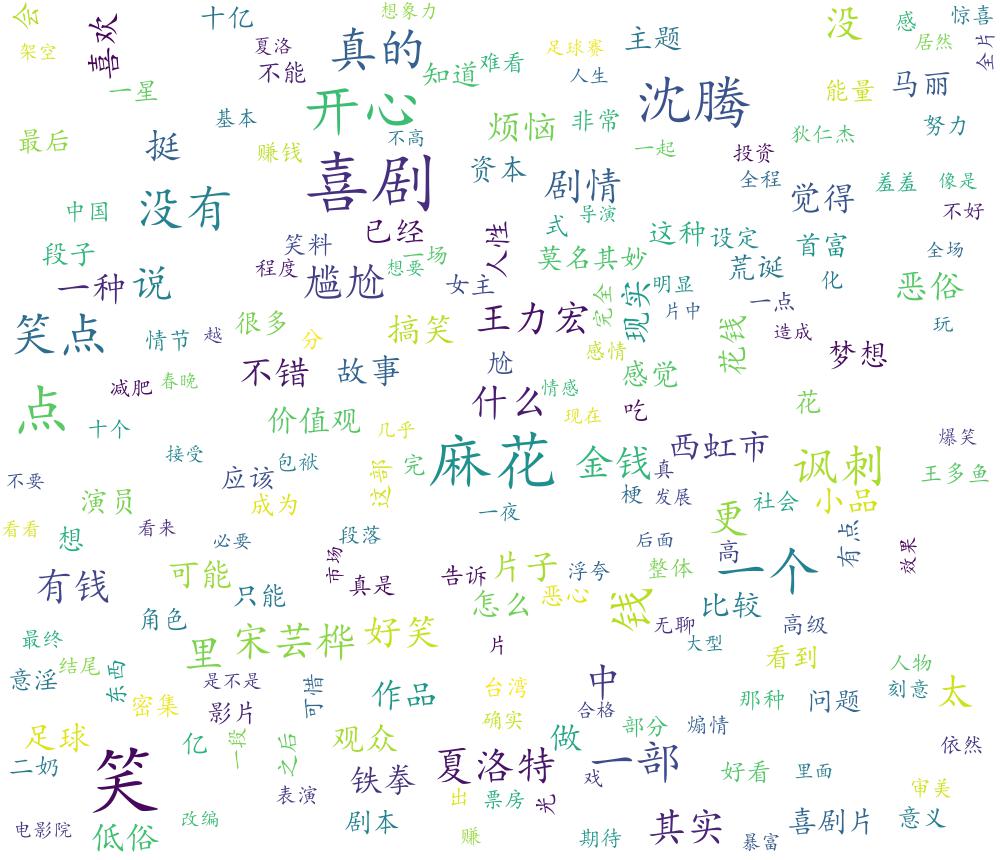 会
十亿
想象力
没
感
惊喜
喜欢
架空
夏洛
真的
足球赛
主题
居然
全片
不能
知道
难看
人生
一星
开心
沈腾
能量
马丽
基本
烦恼
非常
努力
最后
挺
赚钱
不高
一起
投资
狄仁杰
喜剧
资本
剧情
全程
觉得
羞羞
像是
中国
没有
导演
不好
已经
式
这种
设定
首富
段子
笑料
一场
人性
莫名其妙
全场
程度
想要
荒诞
一种
说
尴尬
女主
完全
现实
明显
化
恶俗
笑点
情节
越
很多
分
搞笑
王力宏
片中
一点
玩
花钱
造成
感情
梦想
不错
故事
尬
感觉
减肥
春晚
情感
点
什么
现在
吃
花
价值观
十个
几乎
麻花
金钱
西虹市
爆笑
接受
包袱
完
真
讽刺
王多鱼
不要
应该
这部
梗
发展
演员
成为
一夜
社会
小品
更
看看
想
看来
必要
段落
后面
高
有点
效果
市场
有钱
可能
真是
告诉
片子
浮夸
整体
一个
只能
怎么
恶心
钱
比较
角色
无聊
高级
最终
里
宋芸桦
好笑
片
大型
看到
人物
结尾
意淫
东西
是不是
可惜
作品
台湾
中
那种
问题
刻意
太
密集
影片
确实
合格
部分
煽情
足球
亿
一段
之后
观众
做
依然
二奶
笑
铁拳
夏洛特
戏
一部
好看
里面
审美
表演
出
票房
光
电影院
低俗
改编
剧本
赚
期待
其实
暴富
喜剧片
意义